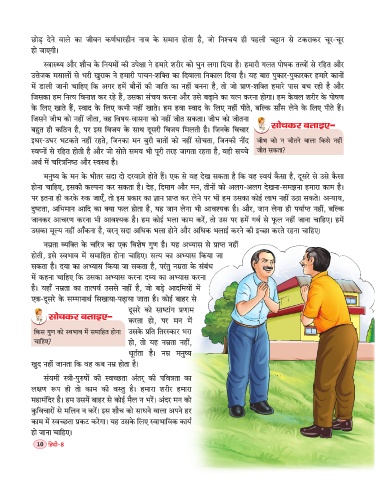 छोड़ देने वाले का जीवन कर्णधारहीन नाव के समान होता है, जो निश्चय ही पहली चट्टान से टकराकर चूर-चूर
हो जाएगी।
स्वास्थ्य और शौच के नियमों की उपेक्षा ने हमारे शरीर को घुन लगा दिया है। हमारी गलत पोषक तत्वों से रहित और
उत्तेजक मसालों से भरी खुराक ने हमारी पाचन-शक्ति का दिवाला निकाल दिया है। यह बात पुकार-पुकारकर हमारे कानों
में डाली जानी चाहिए कि अगर हमें बौनों की जाति का नहीं बनना है, तो जो प्राण-शक्ति हमारे पास बच रही है और
जिसका हम नित्य विनाश कर रहे हैं, उसका संचय करना और उसे बढ़ाने का यत्न करना होगा। हम केवल शरीर के पोषण
के लिए खाते हैं, स्वाद के लिए कभी नहीं खाते। हम हवा स्वाद के लिए नहीं पीते, बल्कि साँस लेने के लिए पीते हैं।
जिसने जीभ को नहीं जीता, वह विषय-वासना को नहीं जीत सकता। जीभ को जीतना
बहुत ही कठिन है, पर इस विजय के साथ दूसरी विजय मिलती है। जिनके विचार
इधर-उधर भटकते नहीं रहते, जिनका मन बुरी बातों को नहीं सोचता, जिनकी नींद
स्वप्नों से रहित होती है और जो सोते समय भी पूरी तरह जागता रहता है, वही सच्चे
अर्थ में चरित्रनिष्ठ और स्वस्थ है।
सोचकर बताइए–
जीभ को न जीतने वाला किसे नहीं
जीत सकता?
मनुष्य के मन के भीतर सदा दो दरवाजे होते हैं। एक से वह देख सकता है कि वह स्वयं कैसा है, दूसरे से उसे कैसा
होना चाहिए, इसकी कल्पना कर सकता है। देह, दिमाग और मन, तीनों को अलग-अलग देखना-समझना हमारा काम है।
पर इतना ही करके रुक जाएँ, तो इस प्रकार का ज्ञान प्राप्त कर लेने पर भी हम उसका कोई लाभ नहीं उठा सकते। अन्याय,
दुष्टता, अभिमान आदि का क्या फल होता है, यह जान लेना भी आवश्यक है। और, जान लेना ही पर्याप्त नहीं, बल्कि
जानकर आचरण करना भी आवश्यक है। हम कोई भला काम करें, तो उस पर हमें गर्व से फूल नहीं जाना चाहिए। हमें
उसका मूल्य नहीं आँकना है, वरन् सदा अधिक भला होने और अधिक भलाई करने की इच्छा करते रहना चाहिए।
नम्रता व्यक्ति के चरित्र का एक विशेष गुण है। यह अभ्यास से प्राप्त नहीं
होती, इसे स्वभाव में समाहित होना चाहिए। सत्य का अभ्यास किया जा
सकता है। दया का अभ्यास किया जा सकता है, परंतु नम्रता के संबंध
में कहना चाहिए कि उसका अभ्यास करना दम्भ का अभ्यास करना
है। यहाँ नम्रता का तात्पर्य उससे नहीं है, जो बड़े आदमियों में
एक-दूसरे के सम्मानार्थ सिखाया-पढ़ाया जाता है। कोई बाहर से
दूसरे को साष्टांग प्रणाम
करता हो, पर मन में
उसके प्रति तिरस्कार भरा
हो, तो यह नम्रता नहीं,
धूर्तता है। नम्र मनुष्य
खुद नहीं जानता कि वह कब नम्र होता है।
सोचकर बताइए–
किस गुण को स्वभाव में समाहित होना
चाहिए?
संयमी स्त्री-पुरुषों की स्वच्छता अंतर् की पवित्रता का
लक्षण रूप ही तो काम की वस्तु है। हमारा शरीर हमारा
महामंदिर है। हम उसमें बाहर से कोई मैल न भरें। अंदर मन को
कुविचारों से मलिन न करें। इस शौच को साधने वाला अपने हर
काम में स्वच्छता प्रकट करेगा। यह उसके लिए स्वाभाविक कार्य
हो जाना चाहिए।
10 हिन्दी-8